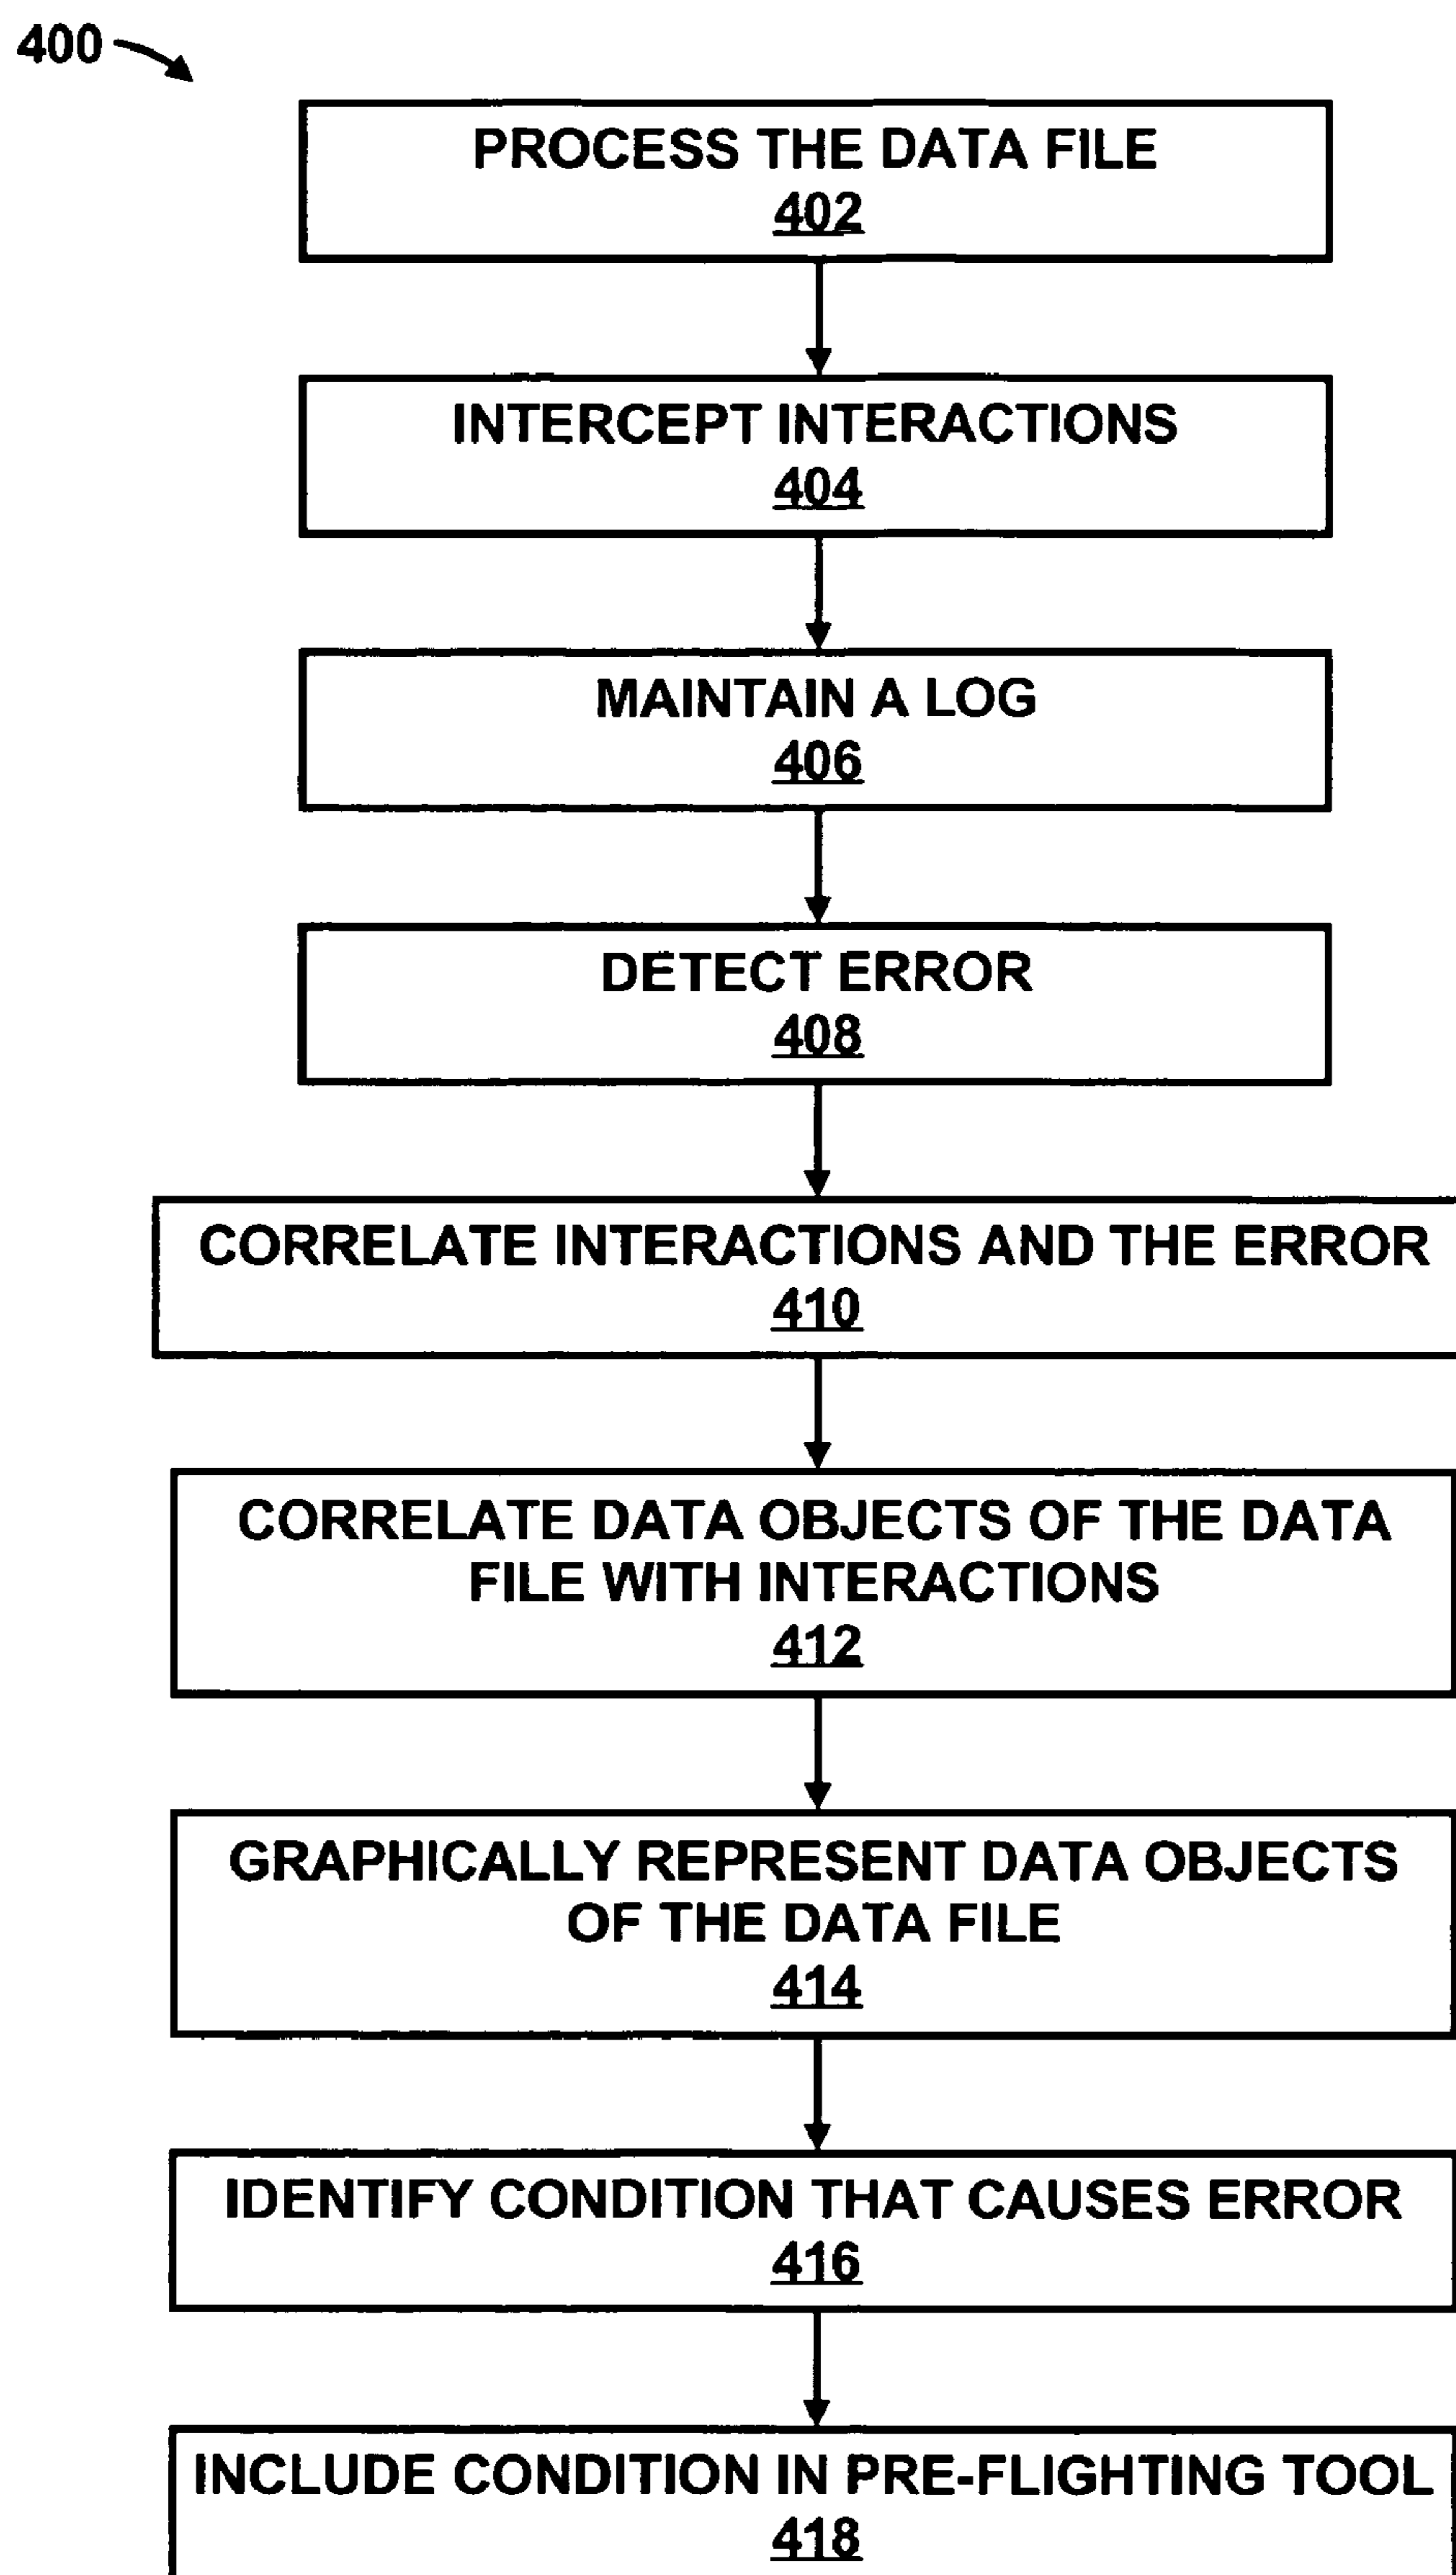 400
PROCESS THE DATA FILE
402
INTERCEPT INTERACTIONS
404
MAINTAIN A LOG
406
DETECT ERROR
408
CORRELATE INTERACTIONS AND THE ERROR
410
CORRELATE DATA OBJECTS OF THE DATA
FILE WITH INTERACTIONS
412
GRAPHICALLY REPRESENT DATA OBJECTS
OF THE DATA FILE
414
IDENTIFY CONDITION THAT CAUSES ERROR
416
INCLUDE CONDITION IN PRE-FLIGHTING TOOL
418